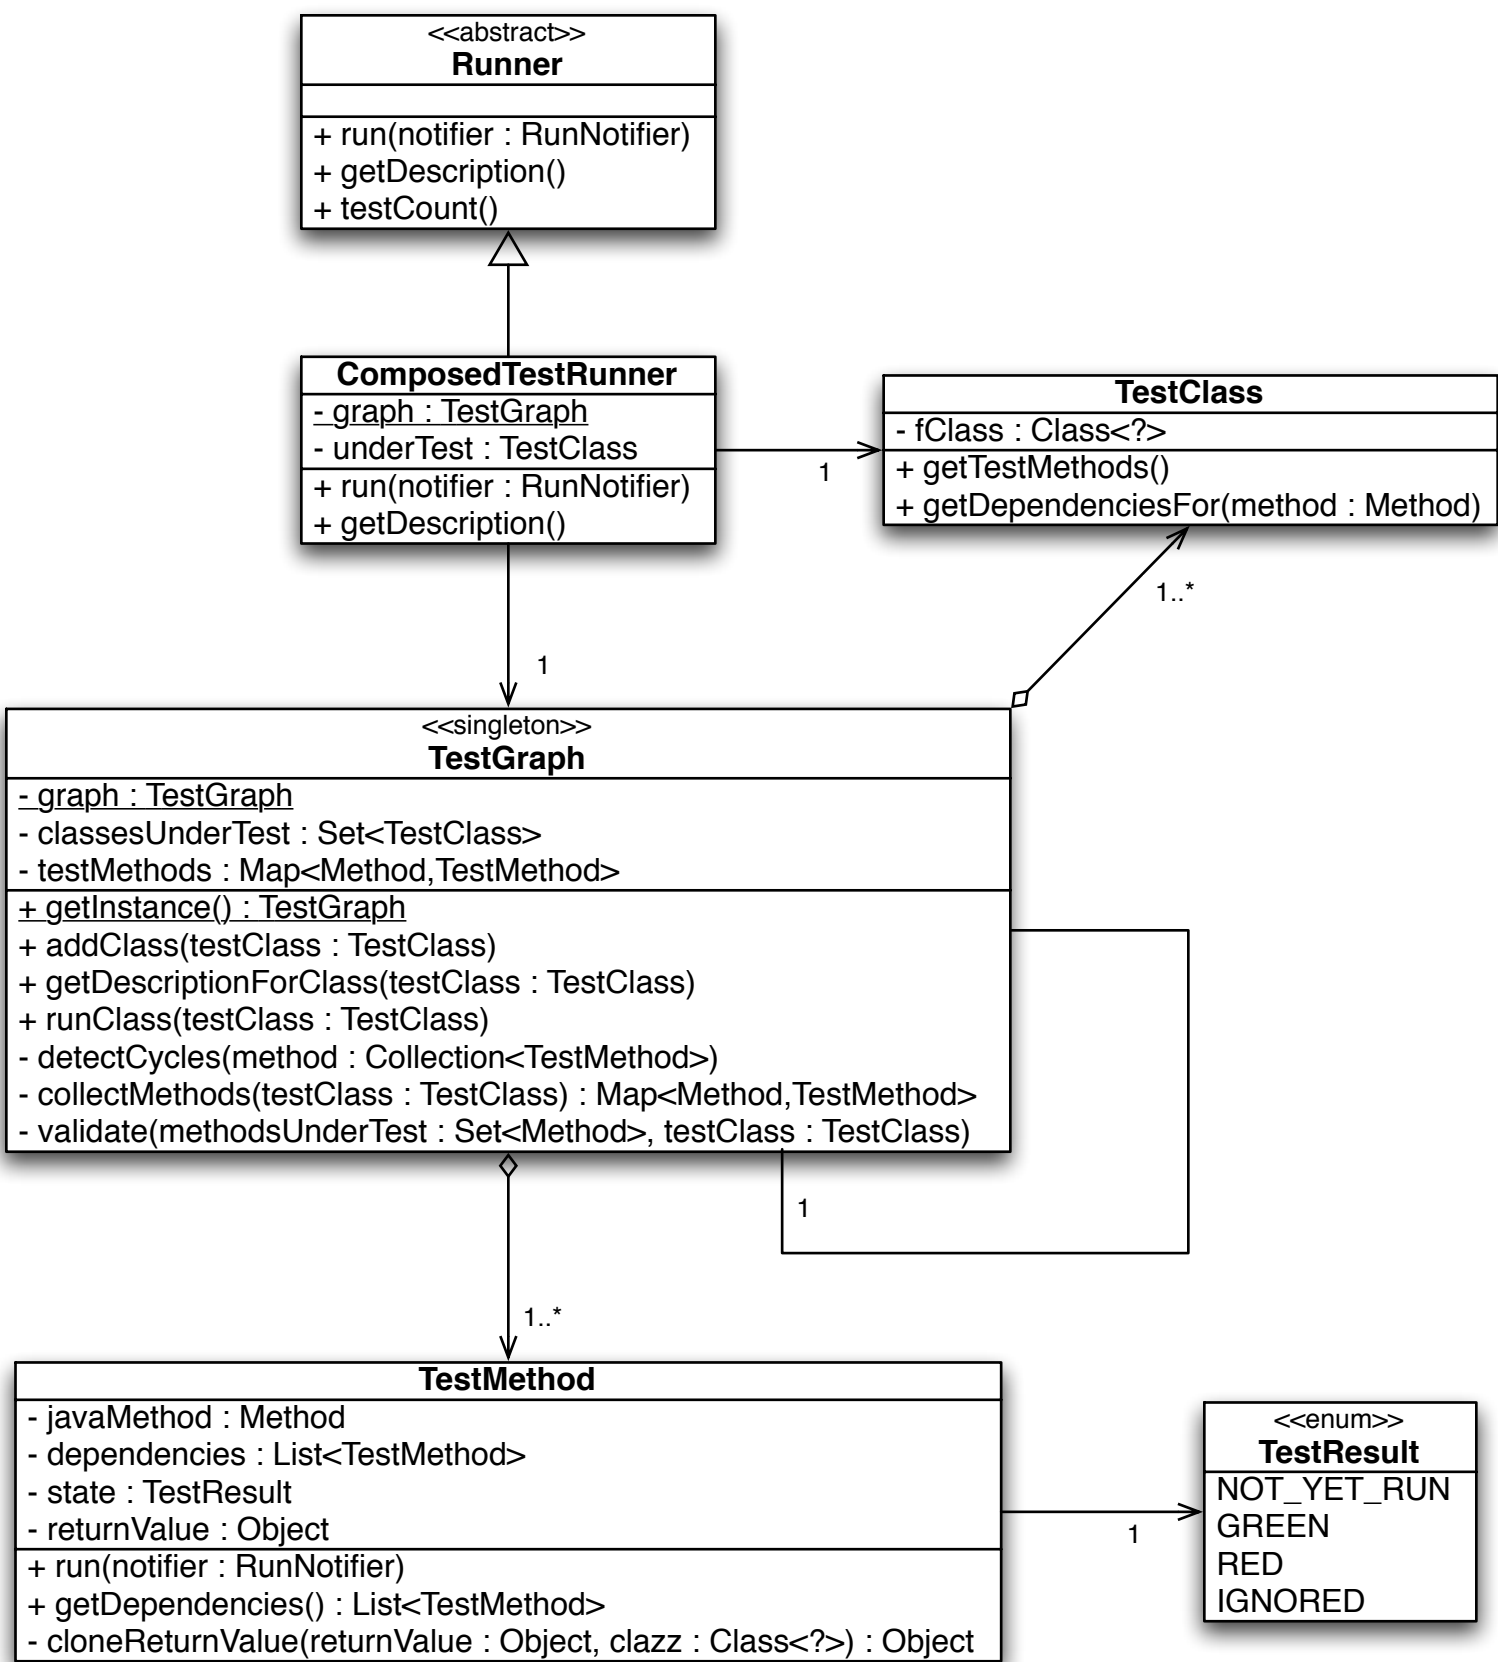 <<abstract>>
Runner
+ run(notifier : RunNotifier)
+ getDescription()
+ testCount()
ComposedTestRunner
- graph : TestGraph
- underTest : TestClass
+ run(notifier : RunNotifier)
+ getDescription()
1
TestClass
- fClass : Class<?>
+ getTestMethods()
+ getDependenciesFor(method : Method)
1..*
1
<<singleton>>
TestGraph
- graph : TestGraph
- classesUnderTest : Set<TestClass>
- testMethods : Map<Method,TestMethod>
+ getInstance() : TestGraph
+ addClass(testClass : TestClass)
+ getDescriptionForClass(testClass : TestClass)
+ runClass(testClass : TestClass)
- detectCycles(method : Collection<TestMethod>)
- collectMethods(testClass : TestClass) : Map<Method,TestMethod>
- validate(methodsUnderTest : Set<Method>, testClass : TestClass)
1
1..*
TestMethod
- javaMethod : Method
- dependencies : List<TestMethod>
- state : TestResult
- returnValue : Object
+ run(notifier : RunNotifier)
+ getDependencies() : List<TestMethod>
- cloneReturnValue(returnValue : Object, clazz : Class<?>) : Object
1
<<enum>>
TestResult
NOT_YET_RUN
GREEN
RED
IGNORED